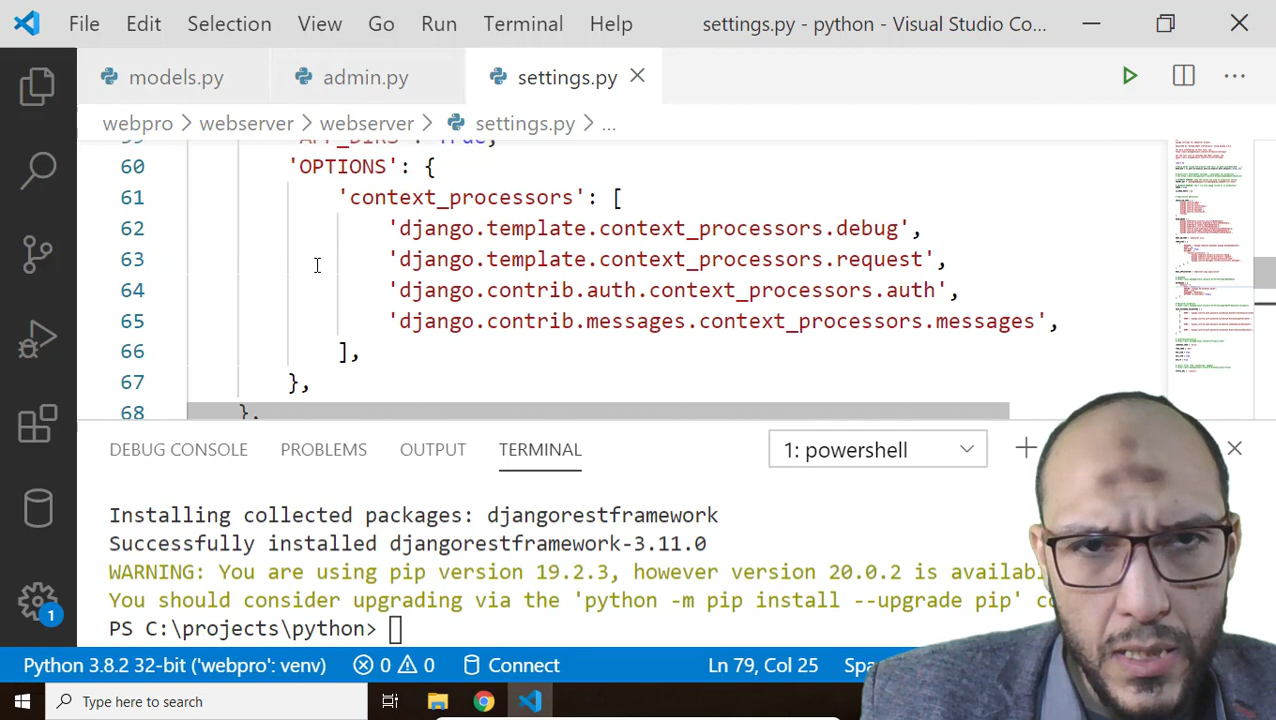 File Edit Selection View Go Run Terminal Help settings.py - python - Visual Studio Co...
models.py admin.py settings.py
webpro > webserver > webserver > settings.py > ...
'APP_DIRS': True,
60 'OPTIONS': {
61 'context_processors': [
62 'django.template.context_processors.debug',
63 'django.template.context_processors.request',
64 'django.contrib.auth.context_processors.auth',
65 'django.contrib.messages.context_processors.messages',
66 ],
67 },
68 },
DEBUG CONSOLE PROBLEMS OUTPUT TERMINAL 1: powershell
Installing collected packages: djangorestframework
Successfully installed djangorestframework-3.11.0
WARNING: You are using pip version 19.2.3, however version 20.0.2 is availab
You should consider upgrading via the 'python -m pip install --upgrade pip' co
PS C:\projects\python>
1
Python 3.8.2 32-bit ('webpro': venv) 0 0 Connect Ln 79, Col 25 Spa
Type here to search